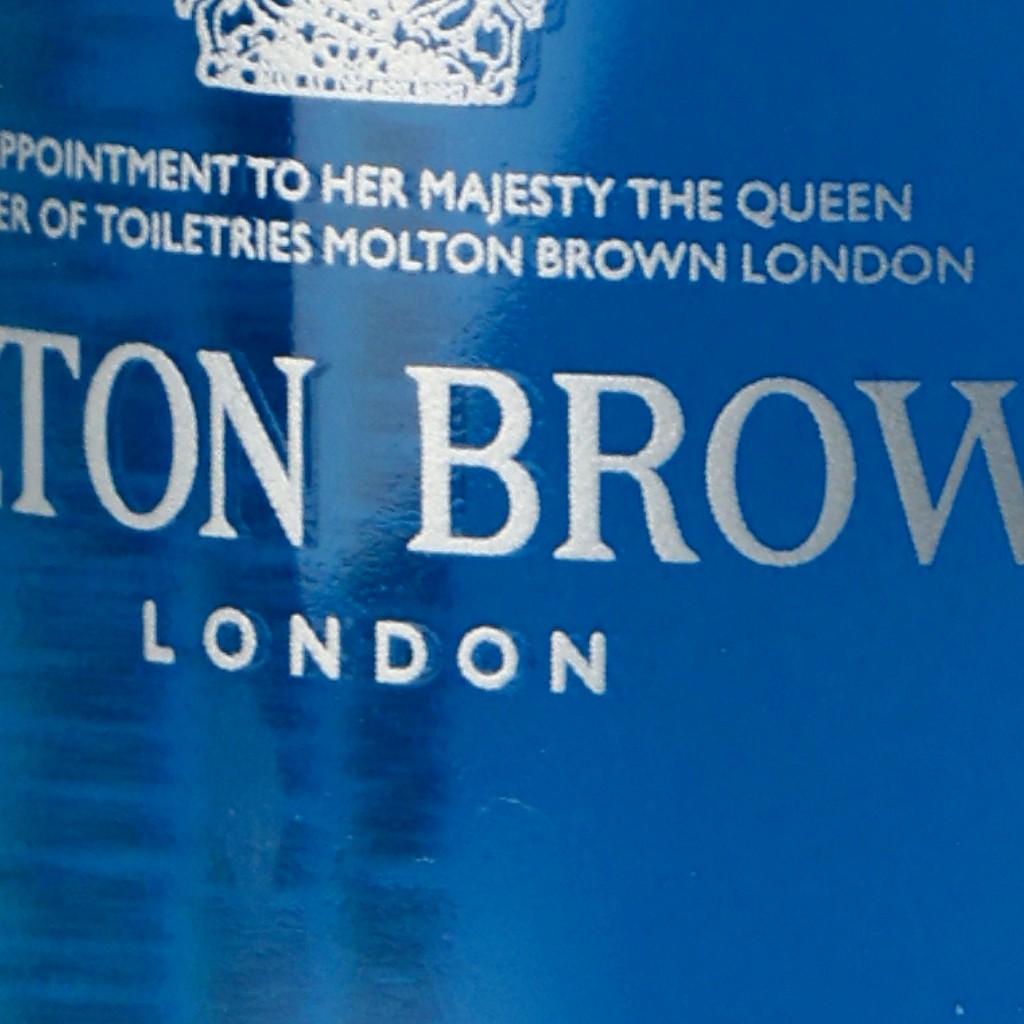 PPOINTMENT TO HER MAJESTY THE QUEEN
ER OF TOILETRIES MOLTON BROWN LONDON
TON BROW
LONDON